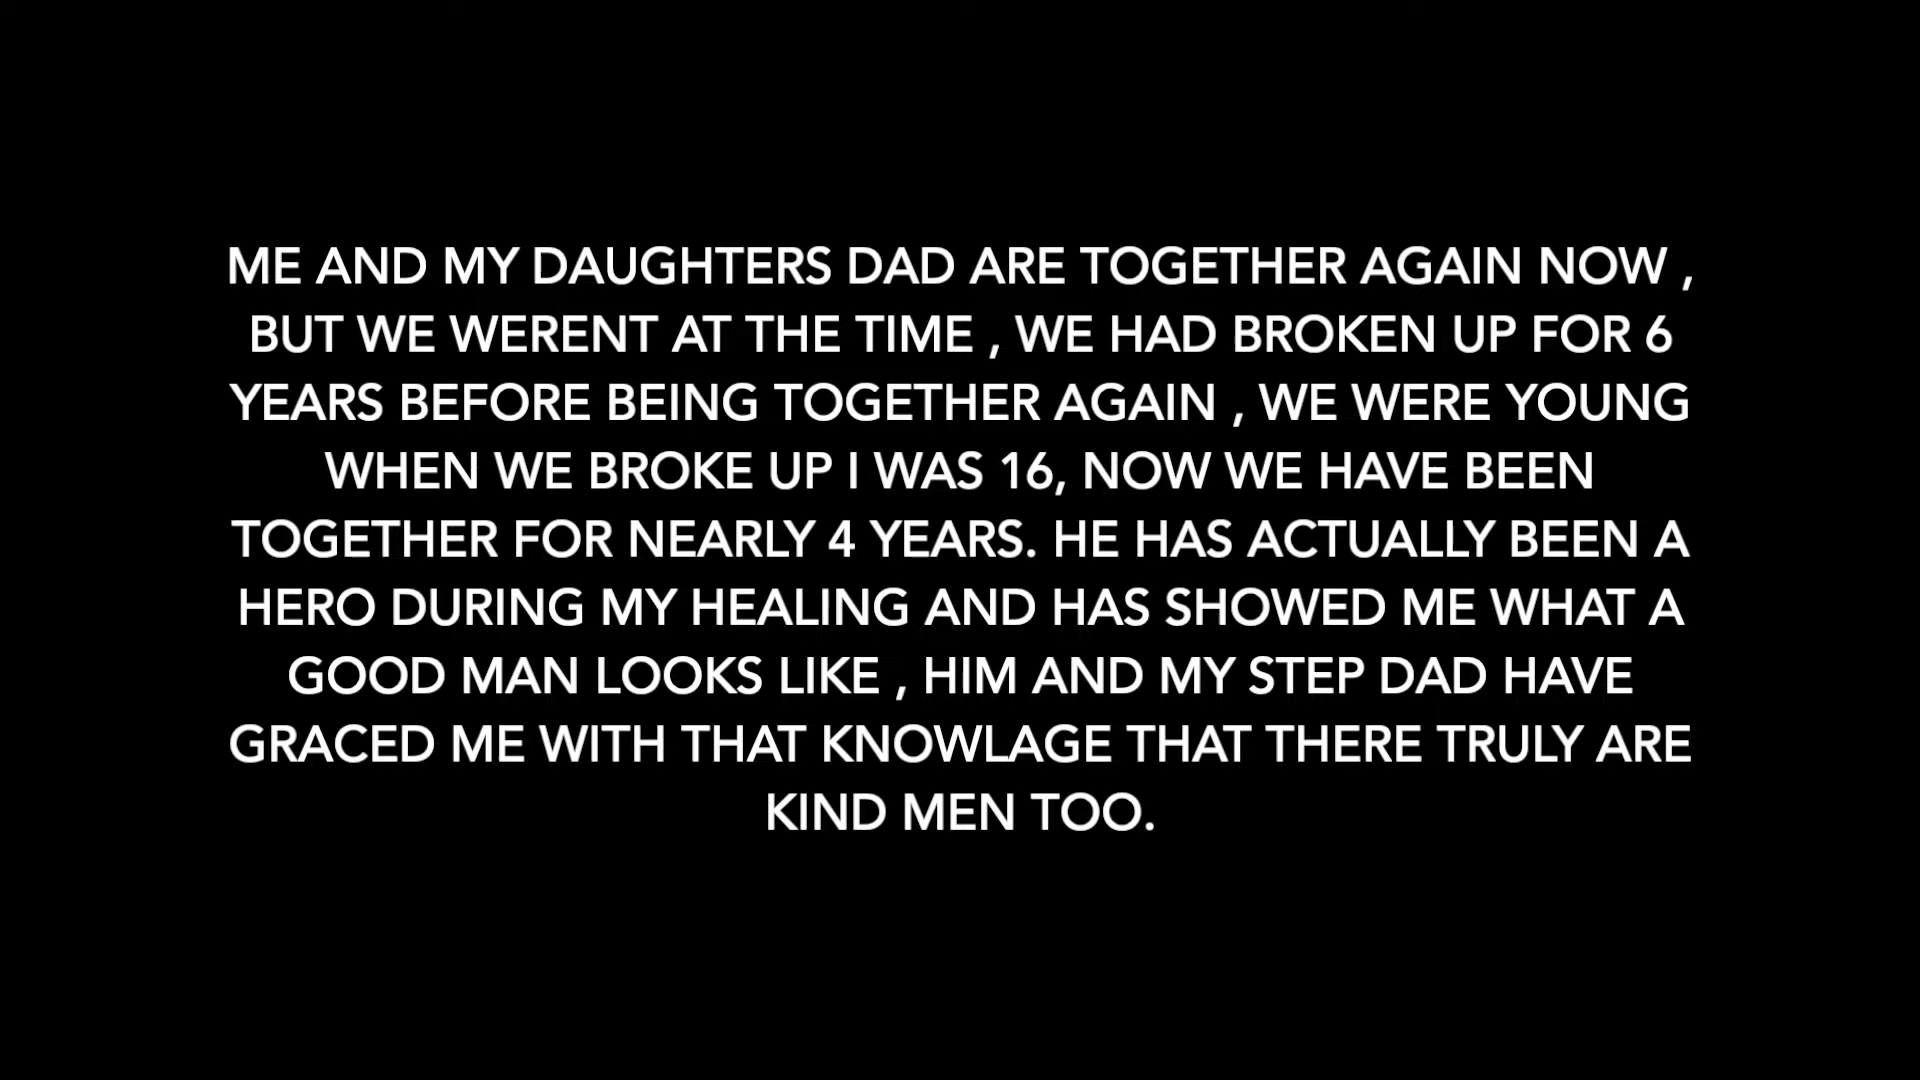 ME AND MY DAUGHTERS DAD ARE TOGETHER AGAIN NOW ,
BUT WE WERENT AT THE TIME , WE HAD BROKEN UP FOR 6
YEARS BEFORE BEING TOGETHER AGAIN , WE WERE YOUNG
WHEN WE BROKE UP I WAS 16, NOW WE HAVE BEEN
TOGETHER FOR NEARLY 4 YEARS. HE HAS ACTUALLY BEEN A
HERO DURING MY HEALING AND HAS SHOWED ME WHAT A
GOOD MAN LOOKS LIKE , HIM AND MY STEP DAD HAVE
GRACED ME WITH THAT KNOWLAGE THAT THERE TRULY ARE
KIND MEN TOO.